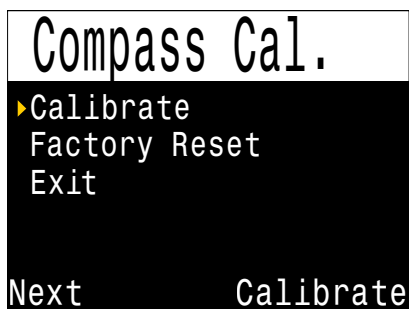 Compass Cal.
Calibrate
Factory Reset
Exit
Next Calibrate